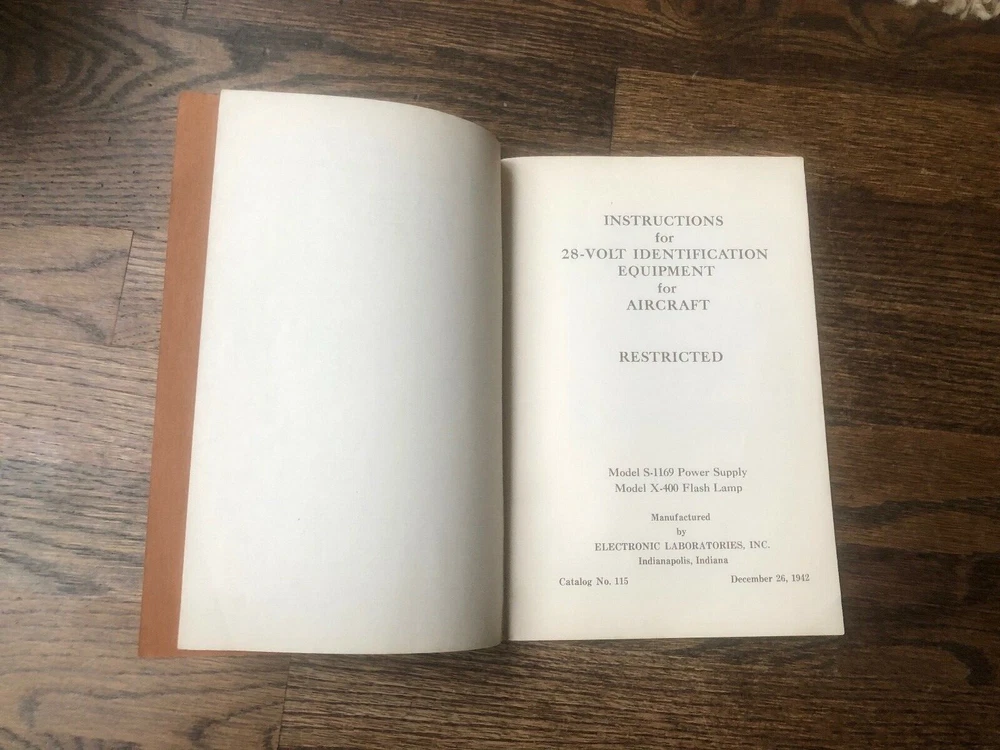 INSTRUCTIONS
for
28-VOLT IDENTIFICATION
EQUIPMENT
for
AIRCRAFT
RESTRICTED
Model S-1169 Power Supply
Model X-400 Flash Lamp
Manufactured
by
ELECTRONIC LABORATORIES, INC.
Indianapolis, Indiana
Catalog No. 115 December 26, 1942